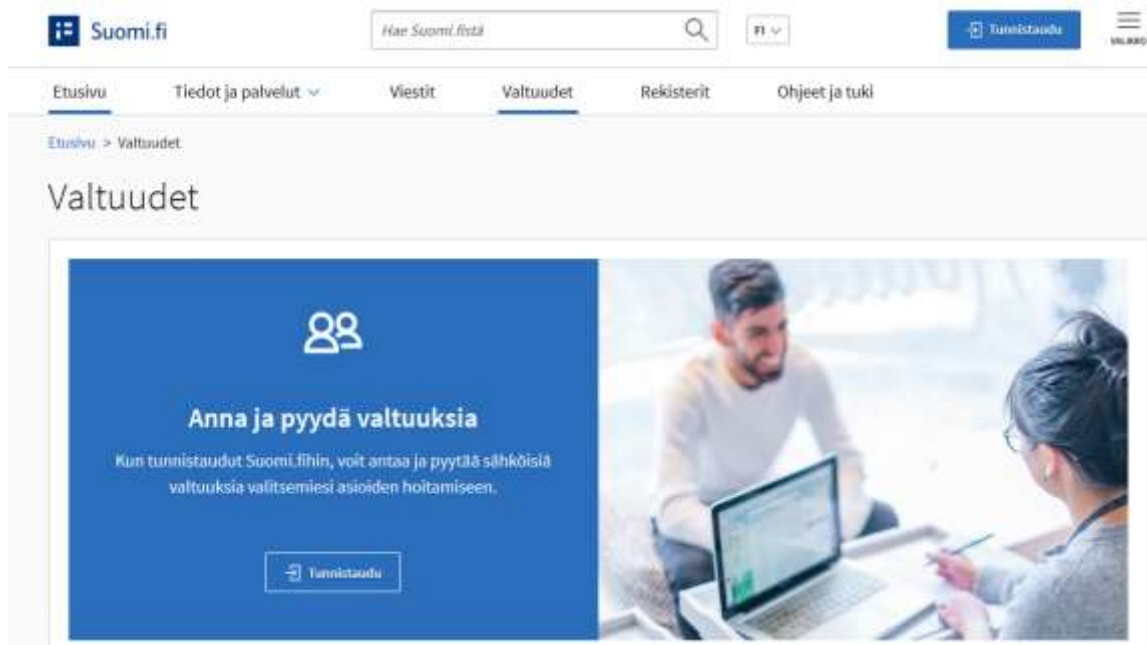 Suomi.fi
Hae Suomi.fistä
FI
Tunnistaudu
VALIKKO
Etusivu
Tiedot ja palvelut
Viestit
Valtuudet
Rekisterit
Ohjeet ja tuki
Etusivu > Valtuudet
Valtuudet
Anna ja pyydä valtuuksia
Kun tunnistaudut Suomi.fihin, voit antaa ja pyytää sähköisiä
valtuuksia valitsemiesi asioiden hoitamiseen.
Tunnistaudu